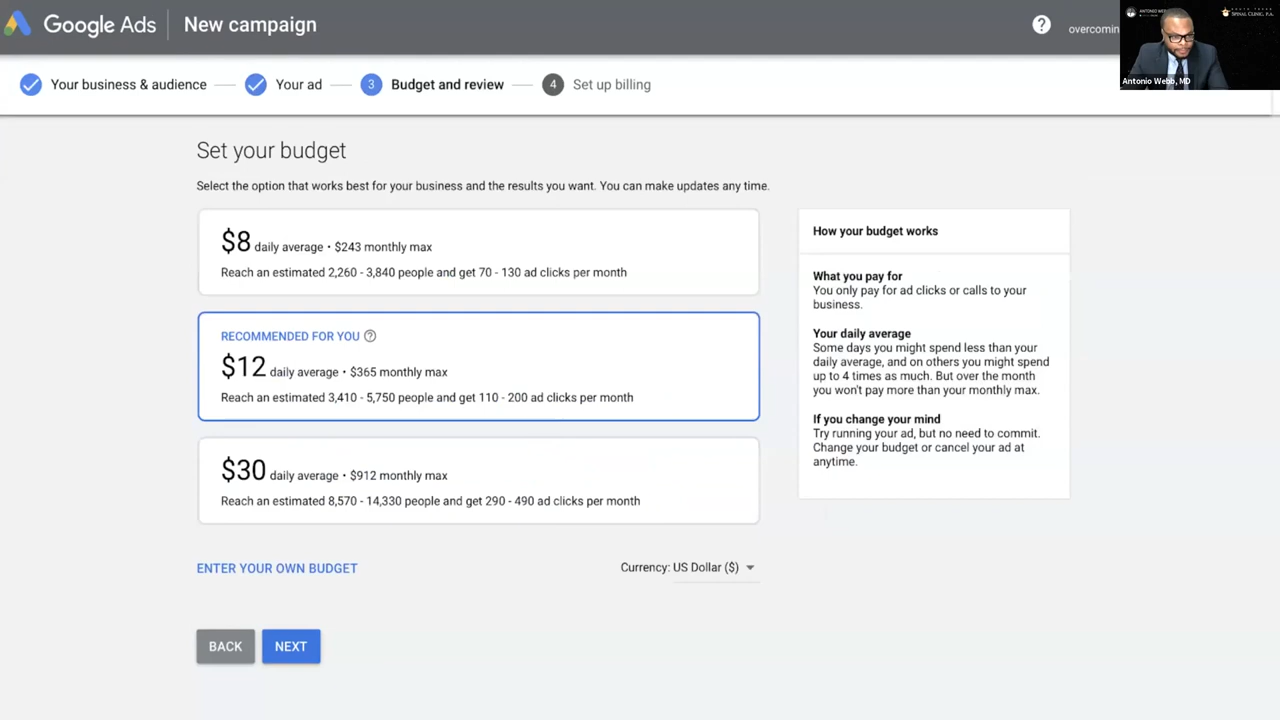 Google Ads
New campaign
overcomin
Antonio Webb, MD
Your business & audience
Your ad
3 Budget and review
4 Set up billing
Set your budget
Select the option that works best for your business and the results you want. You can make updates any time.
$8 daily average • $243 monthly max
Reach an estimated 2,260 - 3,840 people and get 70 - 130 ad clicks per month
RECOMMENDED FOR YOU ?
$12 daily average • $365 monthly max
Reach an estimated 3,410 - 5,750 people and get 110 - 200 ad clicks per month
$30 daily average • $912 monthly max
Reach an estimated 8,570 - 14,330 people and get 290 - 490 ad clicks per month
ENTER YOUR OWN BUDGET
Currency: US Dollar ($)
BACK
NEXT
How your budget works
What you pay for
You only pay for ad clicks or calls to your
business.
Your daily average
Some days you might spend less than your
daily average, and on others you might spend
up to 4 times as much. But over the month
you won't pay more than your monthly max.
If you change your mind
Try running your ad, but no need to commit.
Change your budget or cancel your ad at
anytime.